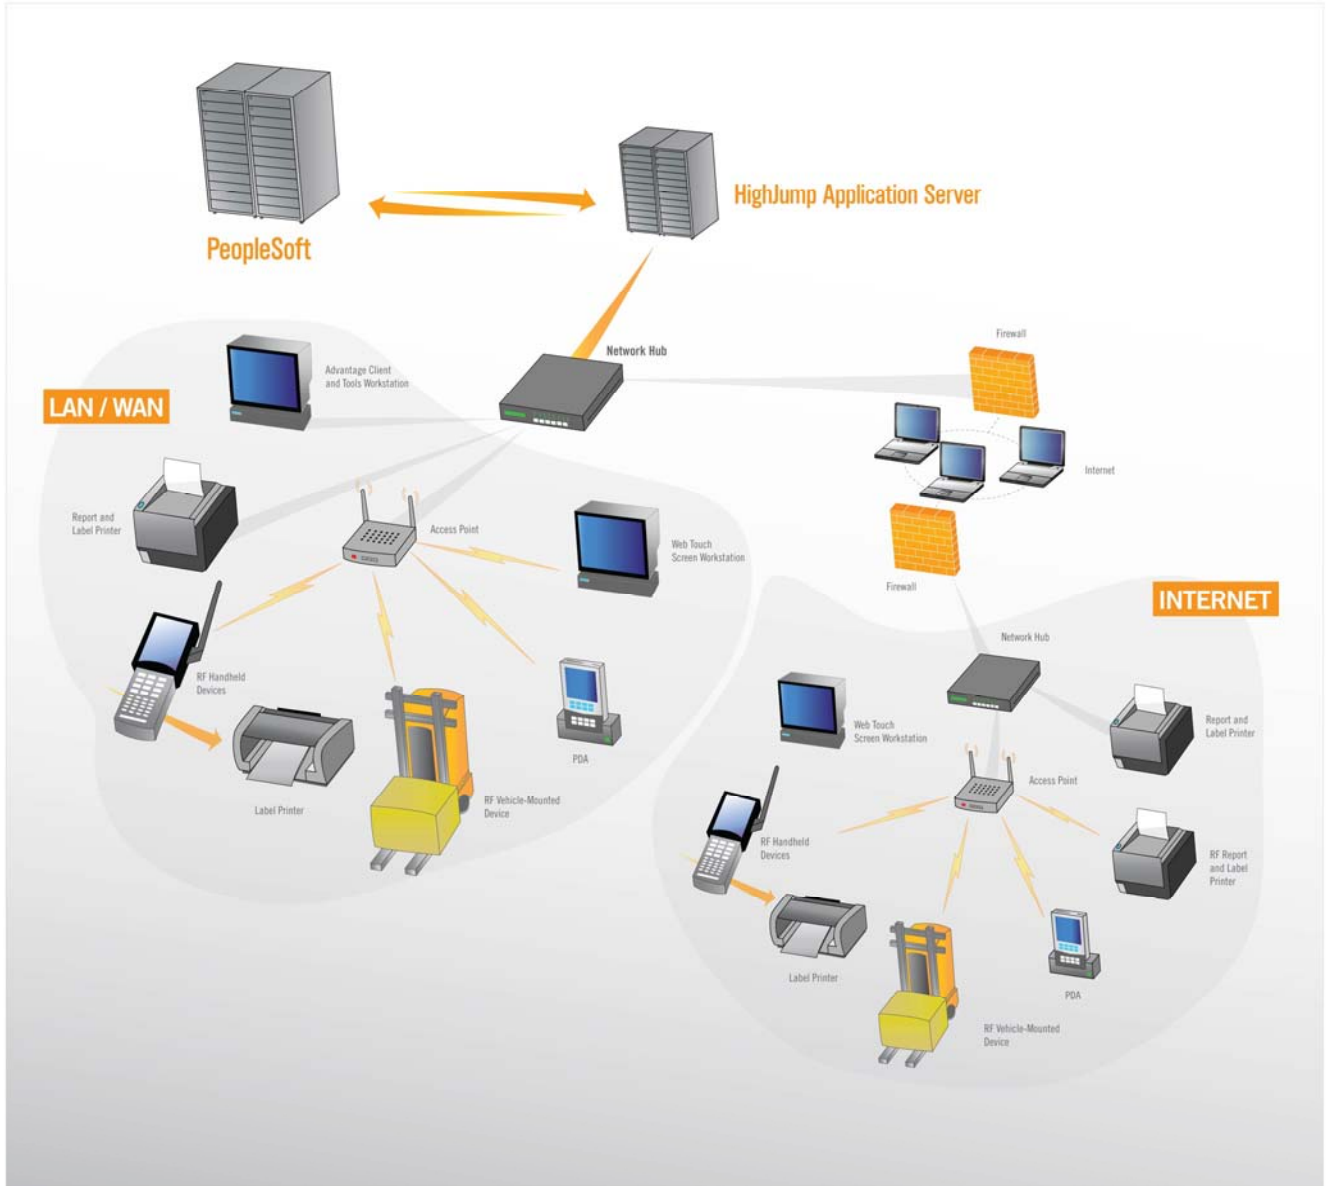 HighJump Application Server
PeopleSoft
Firewall
Network Hub
Advantage Client
and Tools Workstation
LAN / WAN
Internet
Report and
Label Printer
Access Point
Web Touch
Screen Workstation
Firewall
INTERNET
Network Hub
RF Handheld
Devices
Web Touch
Screen Workstation
Report and
Label Printer
PDA
Access Point
Label Printer
RF Vehicle-Mounted
Device
RF Handheld
Devices
RF Report
and Label
Printer
Label Printer
PDA
RF Vehicle-Mounted
Device